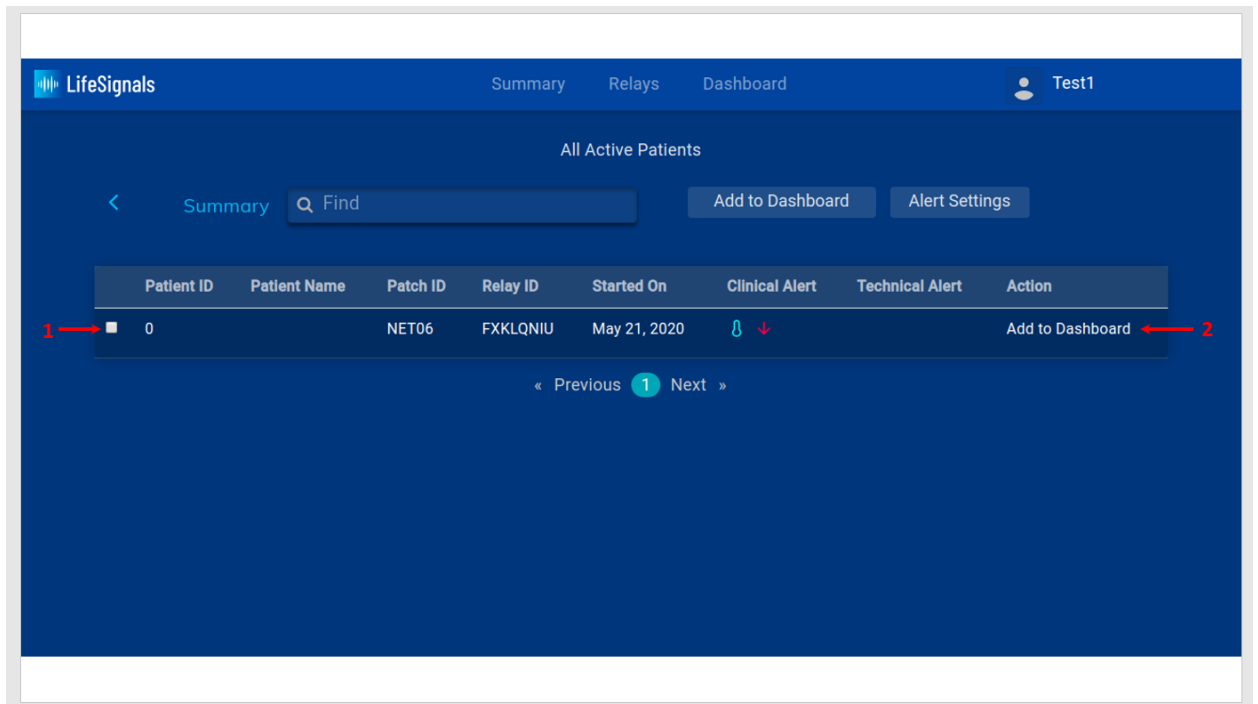 LifeSignals Summary Relays Dashboard Test1
All Active Patients
Summary Find Add to Dashboard Alert Settings
Patient ID Patient Name Patch ID Relay ID Started On Clinical Alert Technical Alert Action
1 0 NET06 FXKLQNIU May 21, 2020 Add to Dashboard 2
« Previous 1 Next »